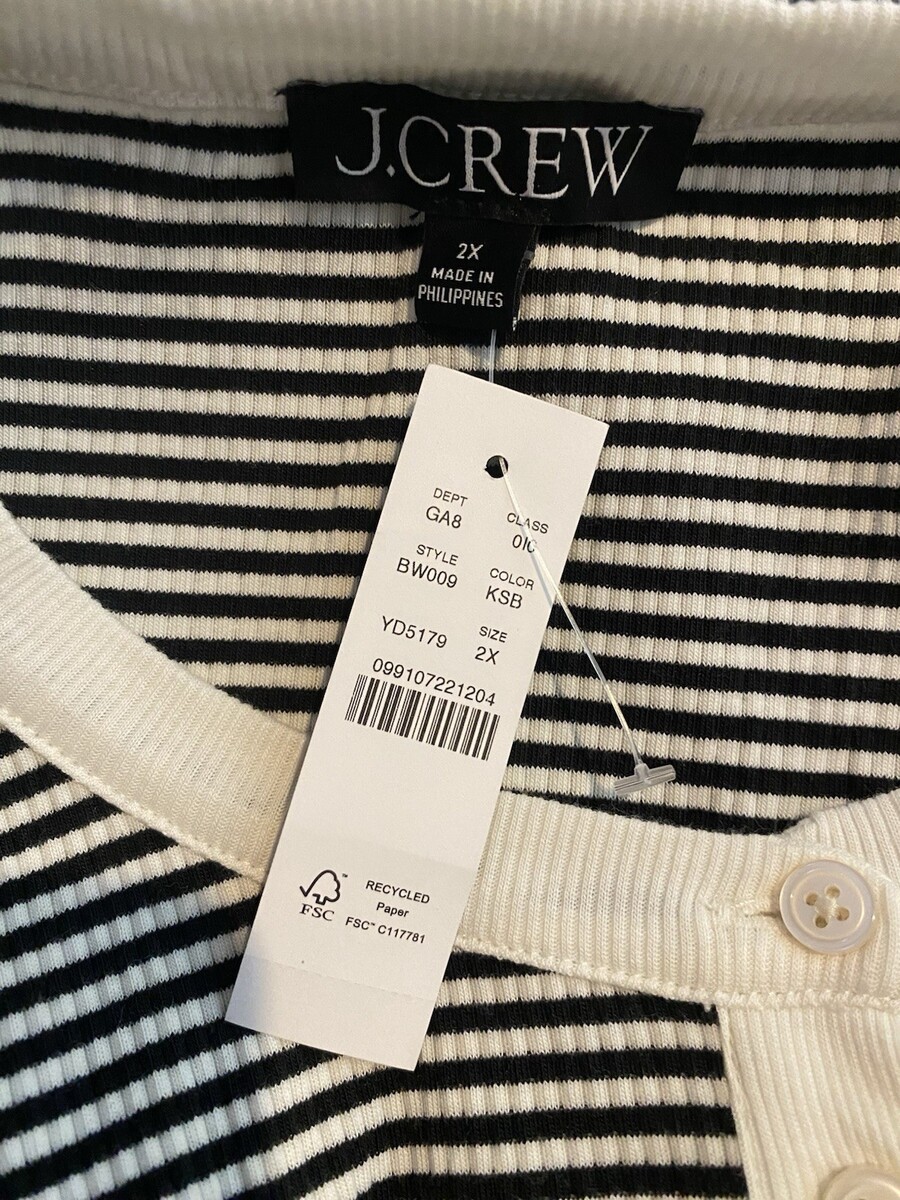 J.CREW
2X
MADE IN
PHILIPPINES
DEPT CLASS
GA8 01C
STYLE COLOR
BW009 KSB
YD5179 SIZE
2X
099107221204
FSC™
RECYCLED
Paper
FSC™ C117781